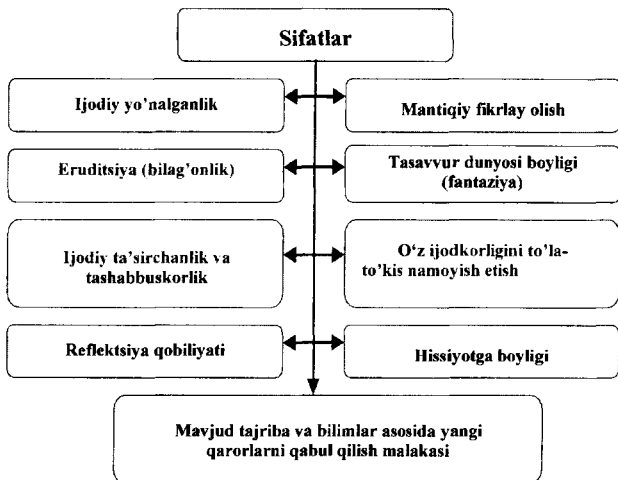 Sifatlar
Ijodiy yo'nalganlik
Mantiqiy fikrlay olish
Eruditsiya (bilag'onlik)
Tasavvur dunyosi boyligi
(fantaziya)
Ijodiy ta'sirchanlik va
tashabbuskorlik
O‘z ijodkorligini to'la-
to'kis namoyish etish
Reflektsiya qobiliyati
Hissiyotga boyligi
Mavjud tajriba va bilimlar asosida yangi
qarorlarni qabul qilish malakasi